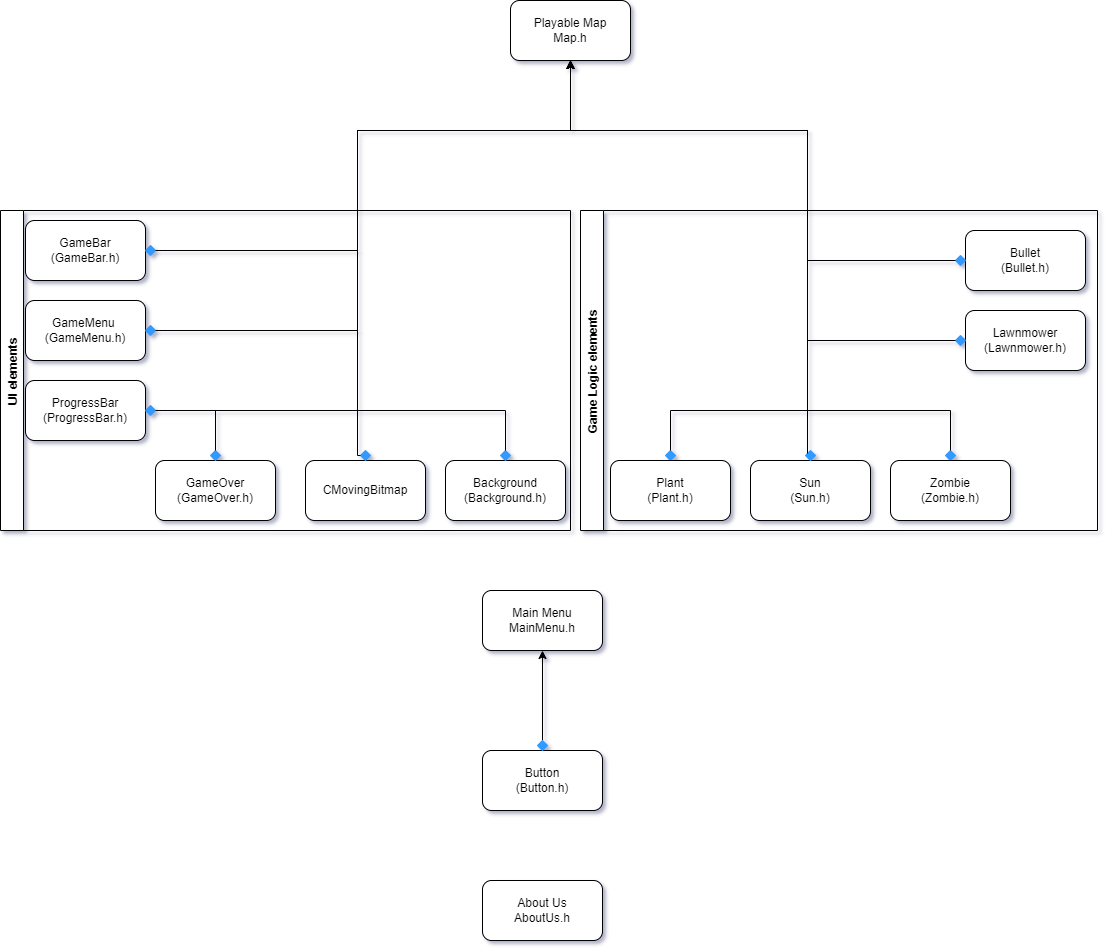 Playable Map
Map.h
UI elements
GameBar
(GameBar.h)
GameMenu
(GameMenu.h)
ProgressBar
(ProgressBar.h)
GameOver
(GameOver.h)
CMovingBitmap
Background
(Background.h)
Game Logic elements
Bullet
(Bullet.h)
Lawnmower
(Lawnmower.h)
Plant
(Plant.h)
Sun
(Sun.h)
Zombie
(Zombie.h)
Main Menu
MainMenu.h
Button
(Button.h)
About Us
AboutUs.h